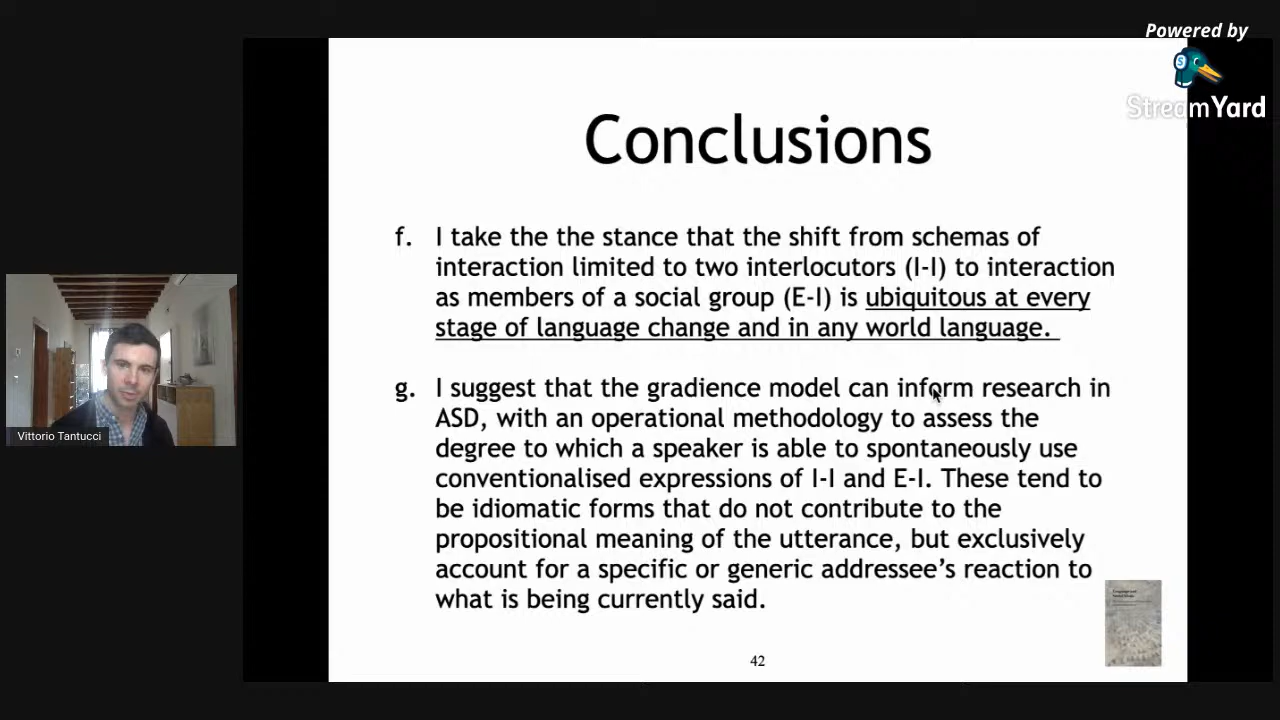 Powered by
StreamYard
Conclusions
f. I take the the stance that the shift from schemas of
interaction limited to two interlocutors (I-I) to interaction
as members of a social group (E-I) is ubiquitous at every
stage of language change and in any world language.
g. I suggest that the gradience model can inform research in
ASD, with an operational methodology to assess the
degree to which a speaker is able to spontaneously use
conventionalised expressions of I-I and E-I. These tend to
be idiomatic forms that do not contribute to the
propositional meaning of the utterance, but exclusively
account for a specific or generic addressee's reaction to
what is being currently said.
42
Vittorio Tantucci